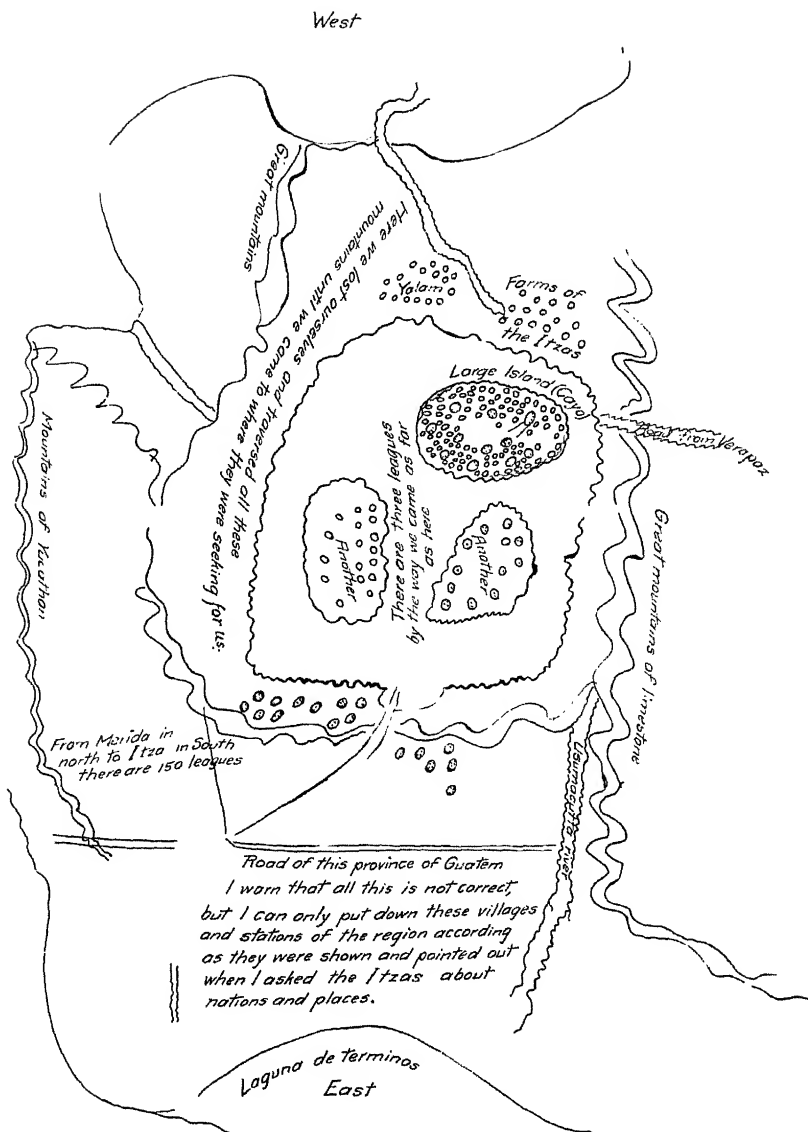 West
Great mountains
Here we lost ourselves and traversed all these
mountains until we came to where they were seeking for us.
Yalam
Farms of
the Itzas
Large Island (Cayo)
Road from Verapaz
Mountains of Yucathan
There are three leagues
by the way we came as far
as here
Another
Another
Great mountains of limestone
From Merida in
north to Itza in South
there are 150 leagues
Usumacinta river
Road of this province of Guatem
I warn that all this is not correct,
but I can only put down these villages
and stations of the region according
as they were shown and pointed out
when I asked the Itzas about
nations and places.
Laguna de terminos
East